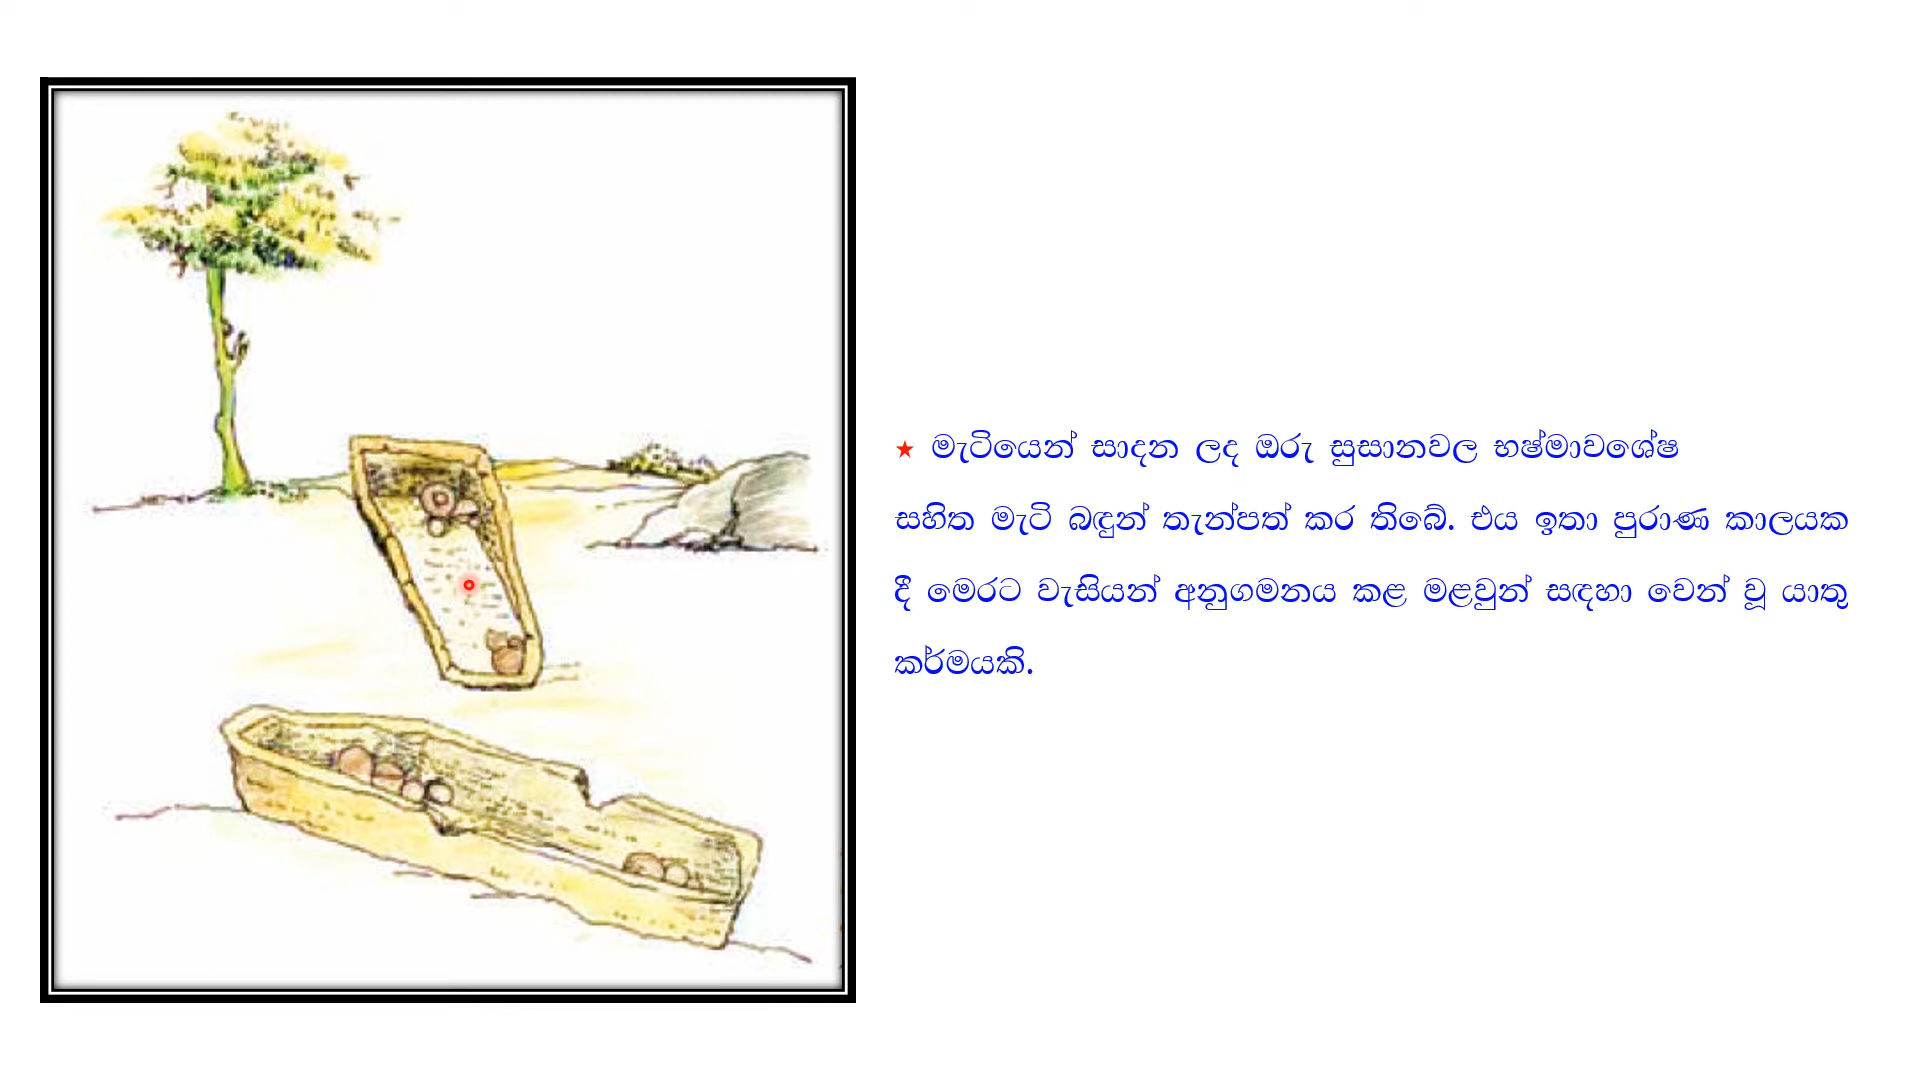 ★ මැටියෙන් සාදන ලද ඔරු සුසානවල භෂ්මාවශේෂ
සහිත මැටි බඳුන් තැන්පත් කර තිබේ. එය ඉතා පුරාණ කාලයක
දී මෙරට වැසියන් අනුගමනය කළ මළවුන් සඳහා වෙන් වූ යාතු
කර්මයකි.